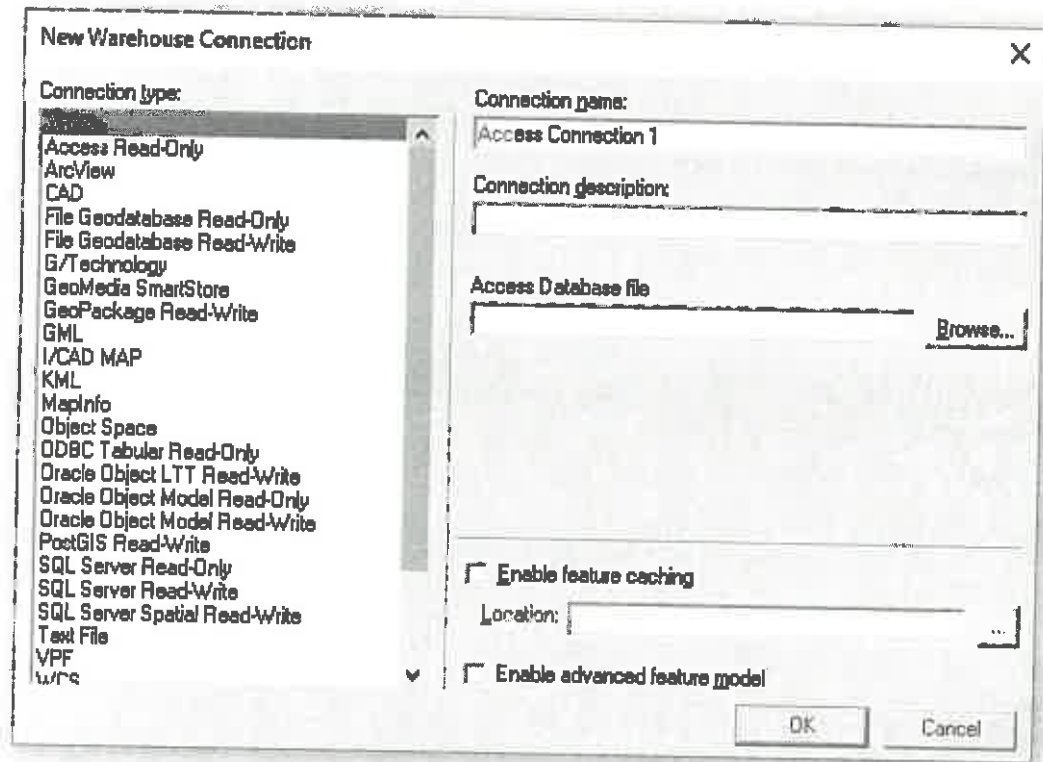 New Warehouse Connection
Connection type:
Access Read-Only
ArcView
CAD
File Geodatabase Read-Only
File Geodatabase Read-Write
G/Technology
GeoMedia SmartStore
GeoPackage Read-Write
GML
I/CAD MAP
KML
MapInfo
Object Space
ODBC Tabular Read-Only
Oracle Object LTT Read-Write
Oracle Object Model Read-Only
Oracle Object Model Read-Write
PostGIS Read-Write
SQL Server Read-Only
SQL Server Read-Write
SQL Server Spatial Read-Write
Text File
VPF
WCS
Connection name:
Access Connection 1
Connection description:
Access Database file
Browse...
Enable feature caching
Location:
...
Enable advanced feature model
OK
Cancel